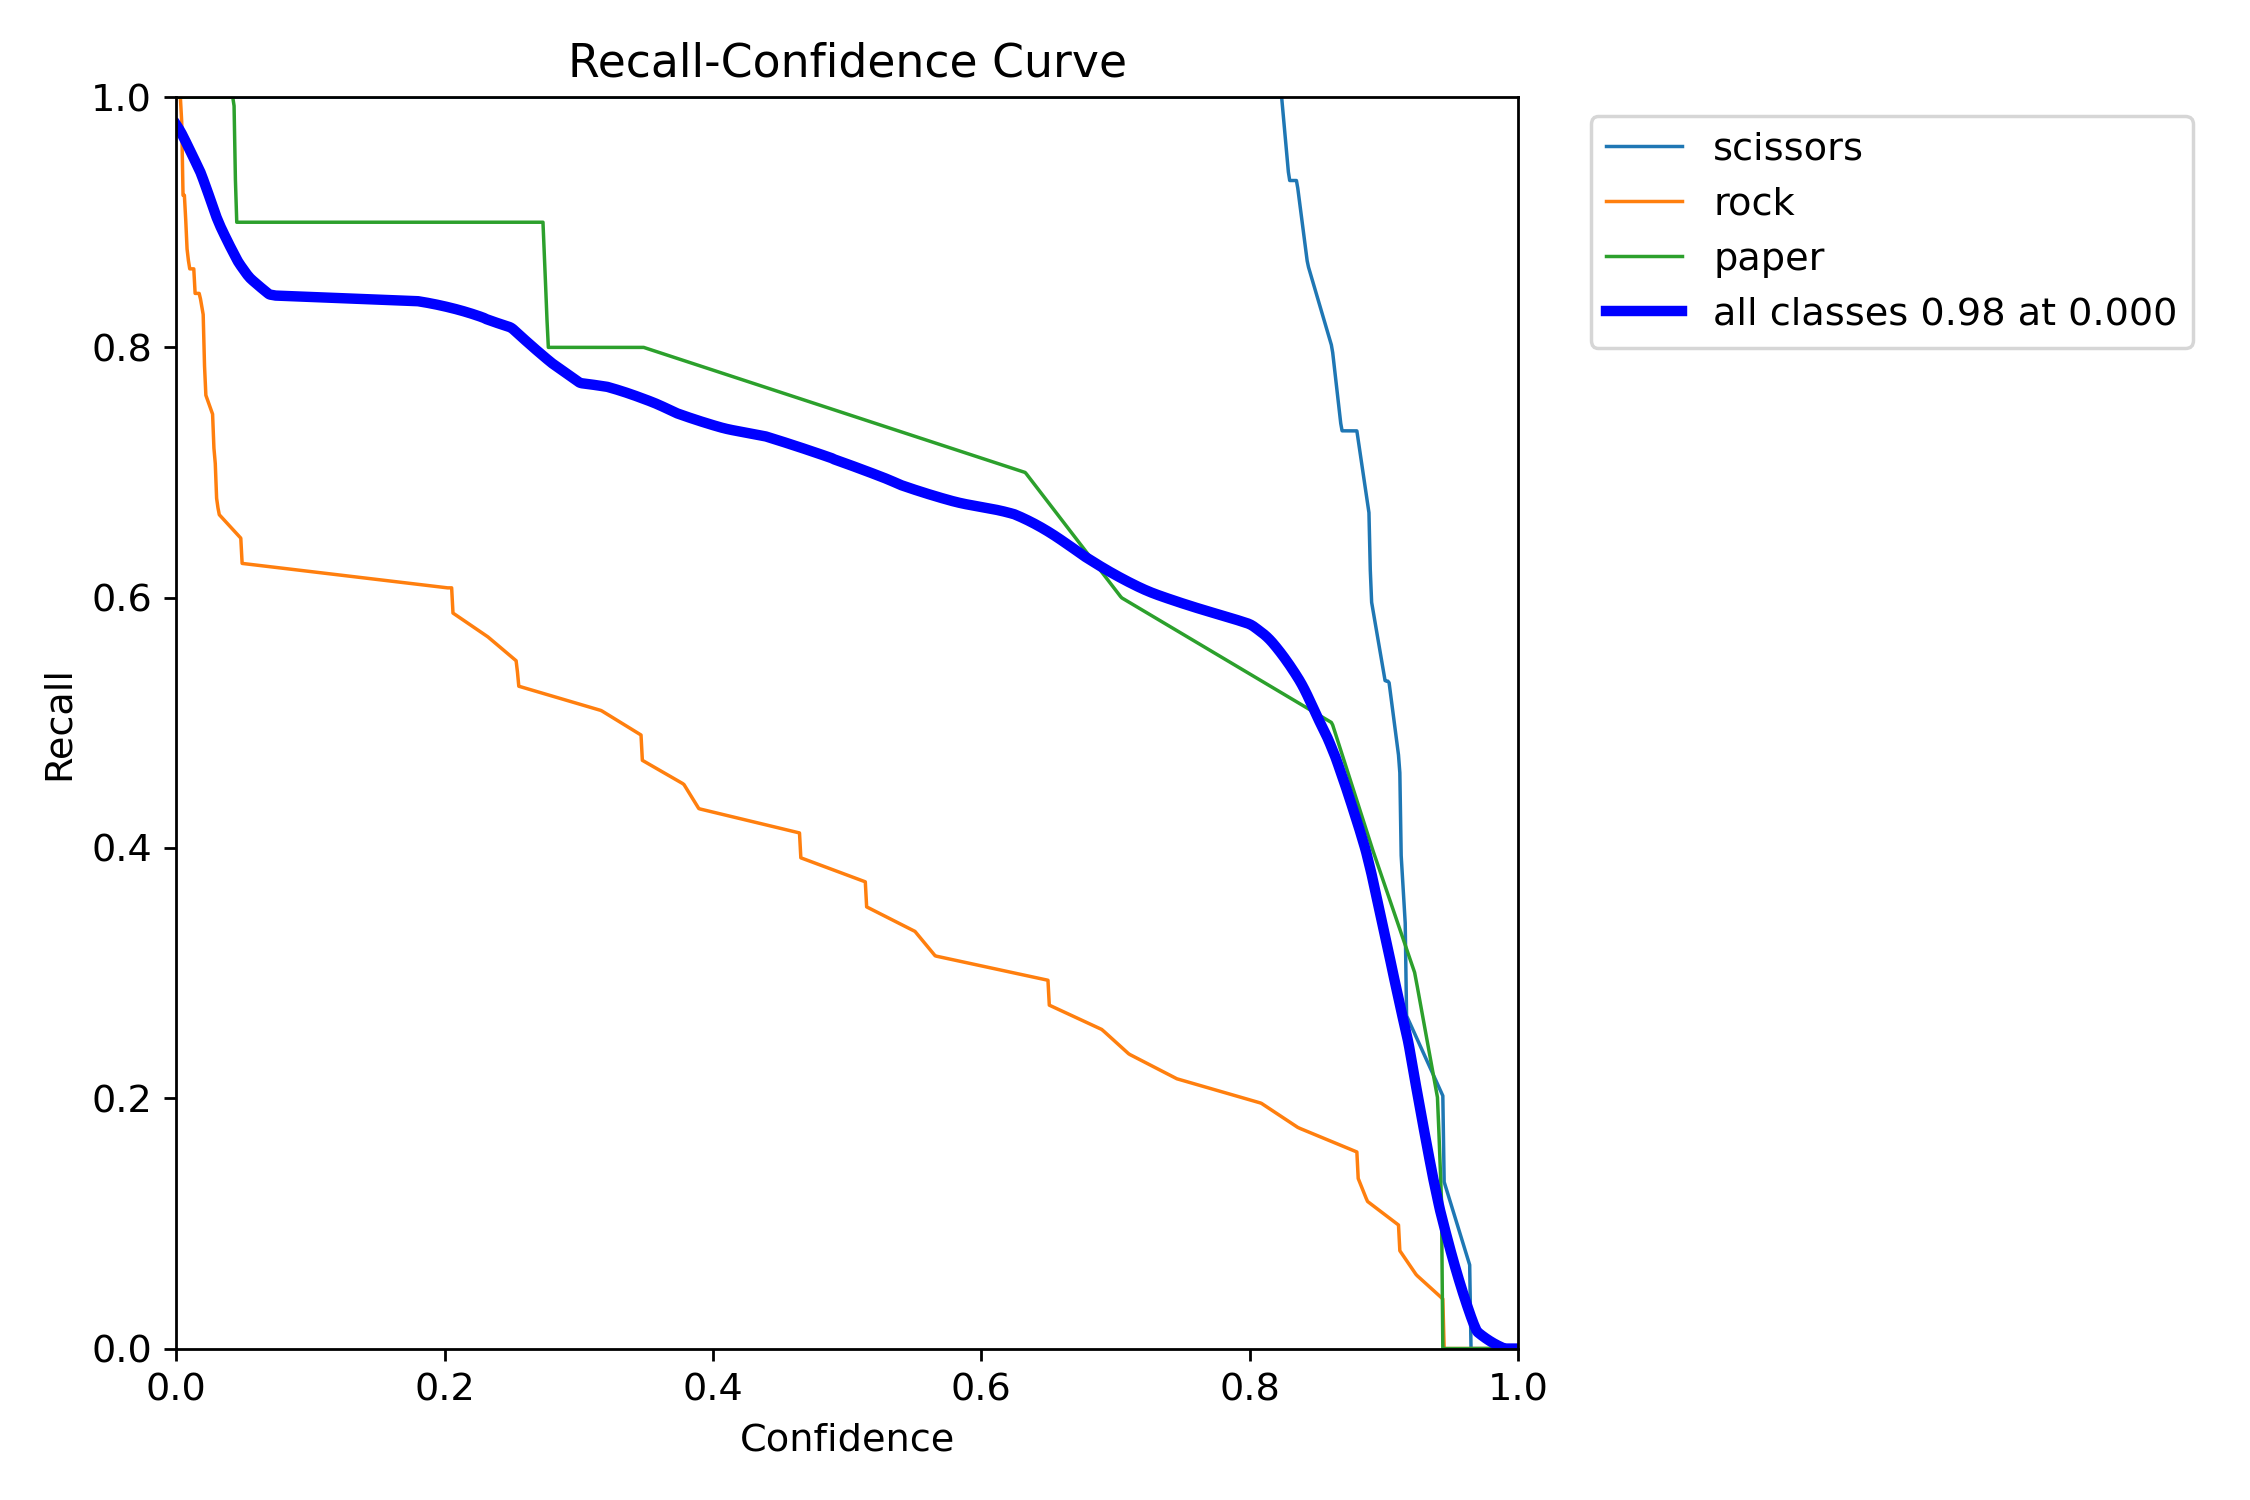 Recall-Confidence Curve
1.0
0.8
0.6
0.4
0.2
0.0
Recall
0.0 0.2 0.4 0.6 0.8 1.0
Confidence
scissors
rock
paper
all classes 0.98 at 0.000